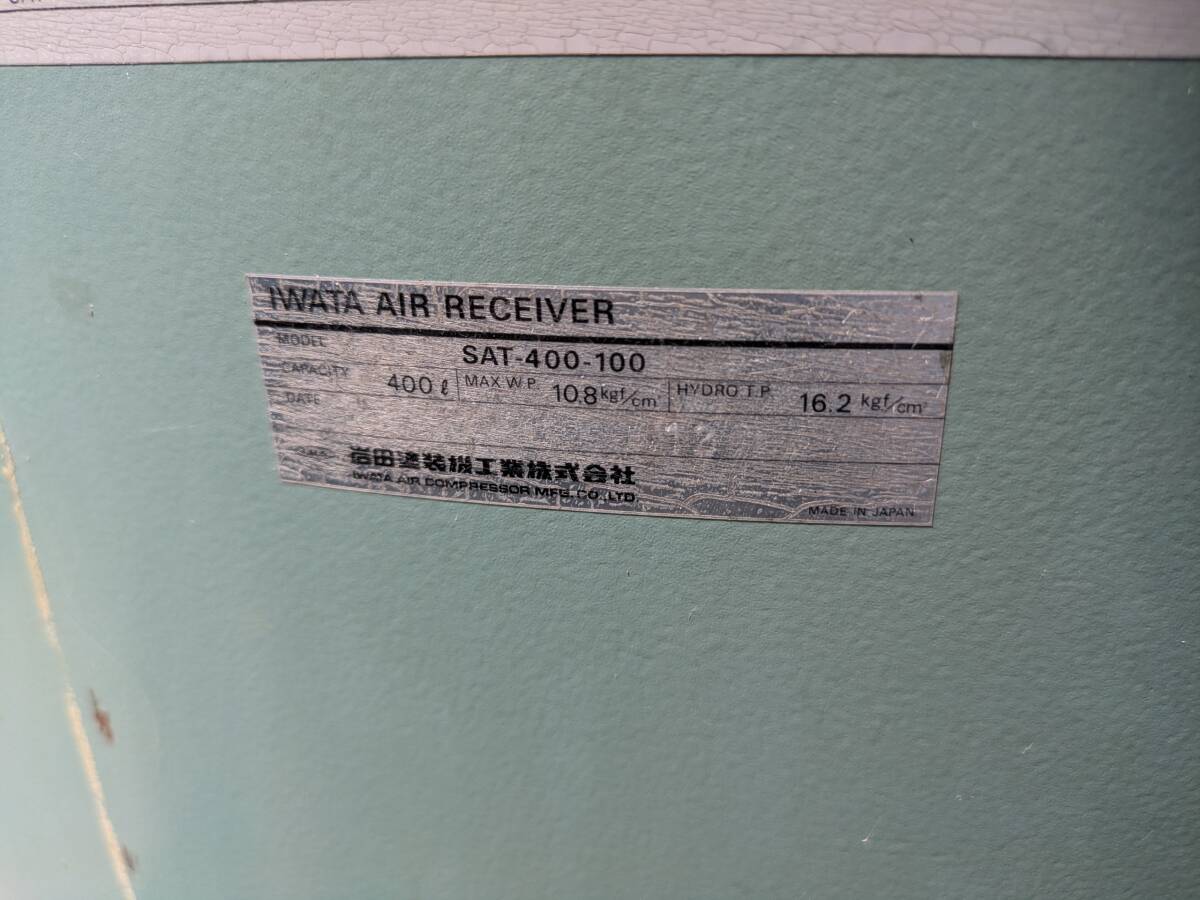 IWATA AIR RECEIVER
MODEL SAT-400-100
CAPACITY 400 ℓ MAX.W.P. 10.8 kgf/cm² HYDRO T.P. 16.2 kgf/cm²
DATE
岩田塗装機工業株式会社
IWATA AIR COMPRESSOR MFG. CO., LTD
MADE IN JAPAN